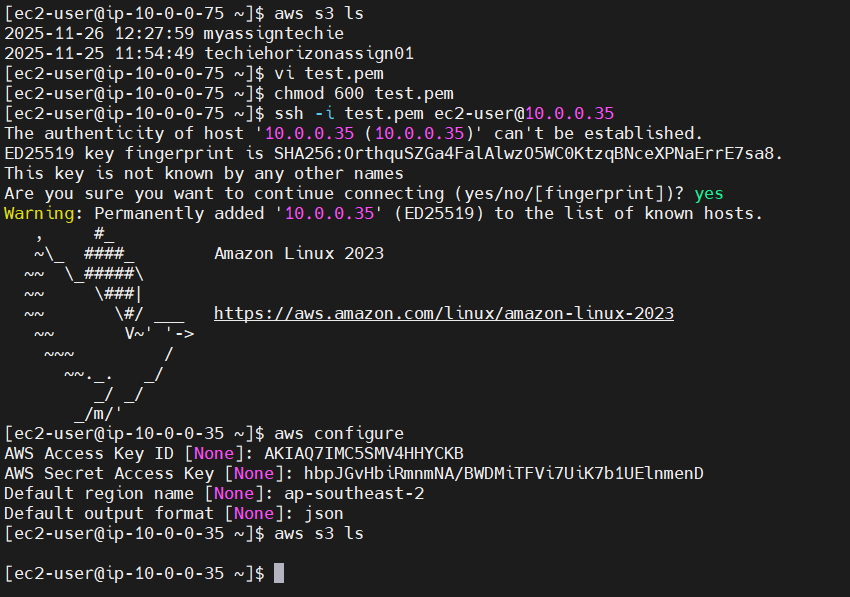 [ec2-user@ip-10-0-0-75 ~]$ aws s3 ls
2025-11-26 12:27:59 myassigntechie
2025-11-25 11:54:49 techiehorizonassign01
[ec2-user@ip-10-0-0-75 ~]$ vi test.pem
[ec2-user@ip-10-0-0-75 ~]$ chmod 600 test.pem
[ec2-user@ip-10-0-0-75 ~]$ ssh -i test.pem ec2-user@10.0.0.35
The authenticity of host '10.0.0.35 (10.0.0.35)' can't be established.
ED25519 key fingerprint is SHA256:OrthquSZGa4FalAlwzO5WC0KtzqBNceXPNaErrE7sa8.
This key is not known by any other names
Are you sure you want to continue connecting (yes/no/[fingerprint])? yes
Warning: Permanently added '10.0.0.35' (ED25519) to the list of known hosts.
   ,     #_
   ~\_  ####_        Amazon Linux 2023
  ~~  \_#####\
  ~~     \###|
  ~~       \#/ ___   https://aws.amazon.com/linux/amazon-linux-2023
   ~~       V~' '->
    ~~~         /
      ~~._.   _/
         _/ _/
       _/m/'
[ec2-user@ip-10-0-0-35 ~]$ aws configure
AWS Access Key ID [None]: AKIAQ7IMC5SMV4HHYCKB
AWS Secret Access Key [None]: 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
Default region name [None]: ap-southeast-2
Default output format [None]: json
[ec2-user@ip-10-0-0-35 ~]$ aws s3 ls
[ec2-user@ip-10-0-0-35 ~]$